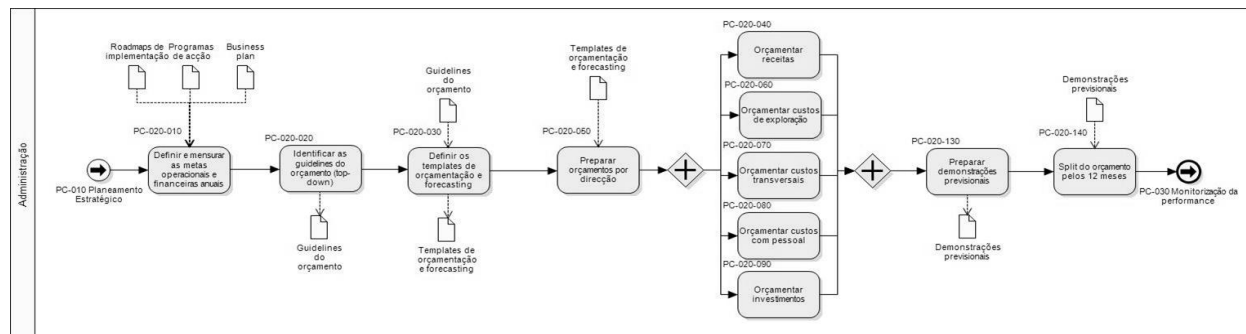 Administração
Roadmaps de
implementação
Programas
de acção
Business
plan
PC-020-010
Definir e mensurar
as metas
operacionais e
financeiras anuais
PC-010 Planeamento
Estratégico
PC-020-020
Identificar as
guidelines do
orçamento (top-
down)
Guidelines
do
orçamento
Guidelines
do
orçamento
PC-020-030
Definir os
templates de
orçamentação e
forecasting
Templates de
orçamentação
e forecasting
Templates de
orçamentação
e forecasting
PC-020-050
Preparar
orçamentos por
direcção
PC-020-040
Orçamentar
receitas
PC-020-060
Orçamentar custos
de exploração
PC-020-070
Orçamentar custos
transversais
PC-020-080
Orçamentar custos
com pessoal
PC-020-090
Orçamentar
investimentos
PC-020-130
Preparar
demonstrações
previsionais
Demonstrações
previsionais
Demonstrações
previsionais
PC-020-140
Split do orçamento
pelos 12 meses
PC-030 Monitorização da
performance